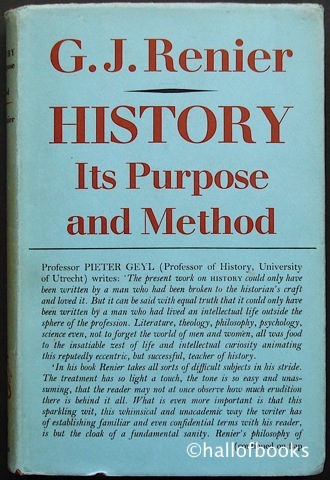 G. J. Renier
HISTORY
Its Purpose
and Method
Professor PIETER GEYL (Professor of History, University
of Utrecht) writes: 'The present work on HISTORY could only have
been written by a man who had been broken to the historian's craft
and loved it. But it can be said with equal truth that it could only have
been written by a man who had lived an intellectual life outside the
sphere of the profession. Literature, theology, philosophy, psychology,
science even, not to forget the world of men and women, all was food
to the insatiable zest of life and intellectual curiosity animating
this reputedly eccentric, but successful, teacher of history.
'In his book Renier takes all sorts of difficult subjects in his stride.
The treatment has so light a touch, the tone is so easy and unas-
suming, that the reader may not at once observe how much erudition
there is behind it all. What is even more important is that this
sparkling wit, this whimsical and unacademic way the writer has
of establishing familiar and even confidential terms with his reader,
is but the cloak of a fundamental sanity. Renier's philosophy of
©hallofbooks